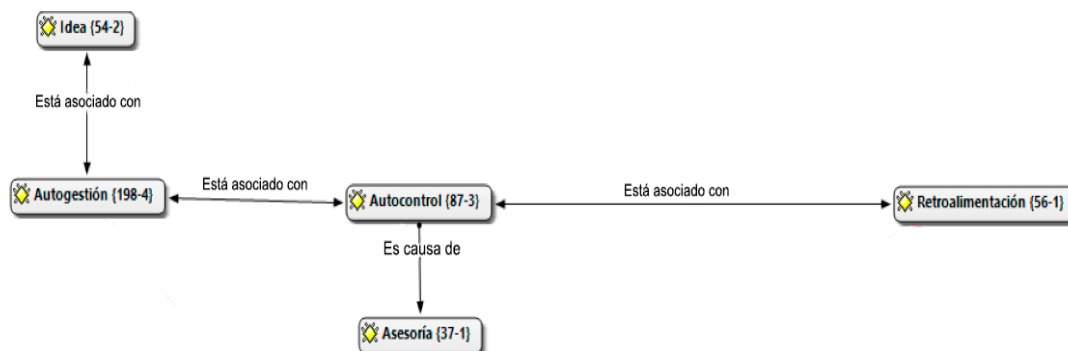 Idea {54-2}
Está asociado con
Autogestión {198-4}
Está asociado con
Autocontrol {87-3}
Está asociado con
Retroalimentación {56-1}
Es causa de
Asesoría {37-1}